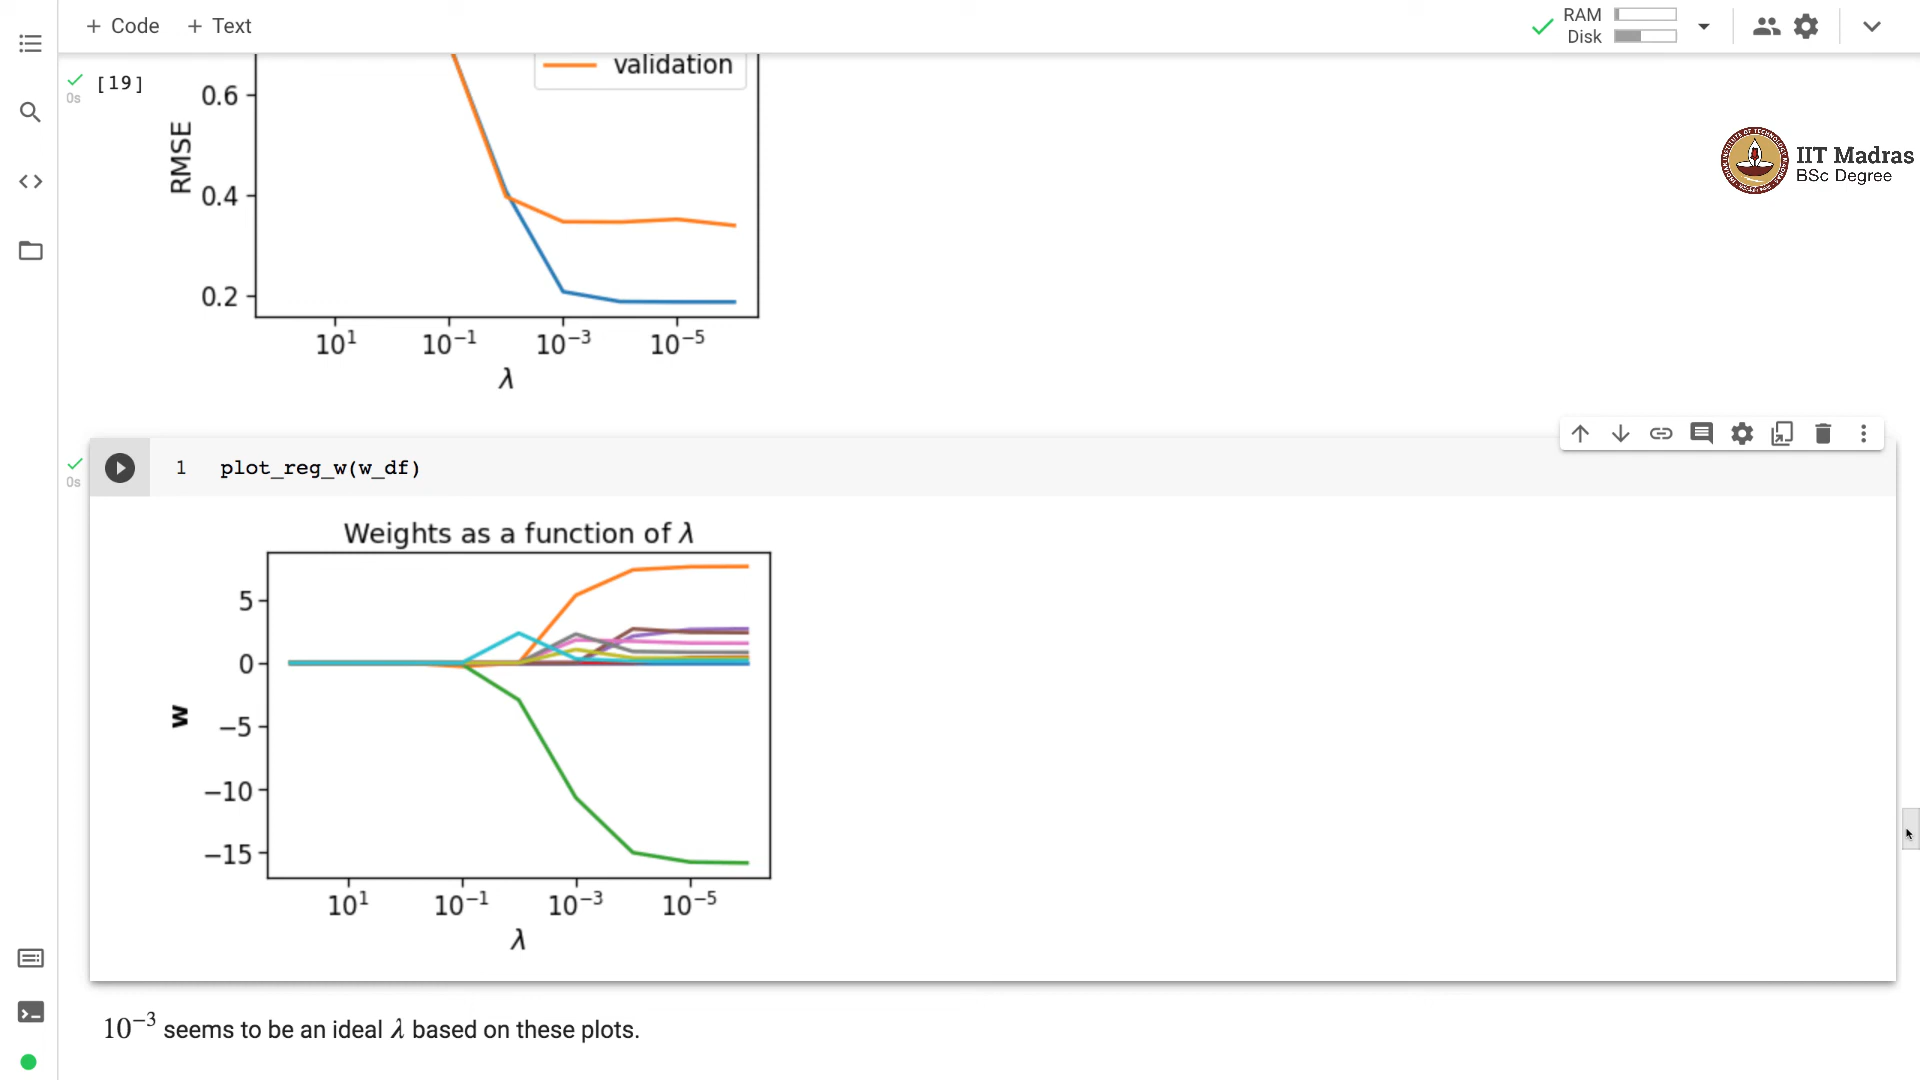 + Code + Text
RAM
Disk
[19]
0s
validation
0.6
RMSE
0.4
0.2
10¹ 10⁻¹ 10⁻³ 10⁻⁵
λ
IIT Madras
BSc Degree
0s
1 plot_reg_w(w_df)
Weights as a function of λ
5
0
w
−5
−10
−15
10¹ 10⁻¹ 10⁻³ 10⁻⁵
λ
10⁻³ seems to be an ideal λ based on these plots.